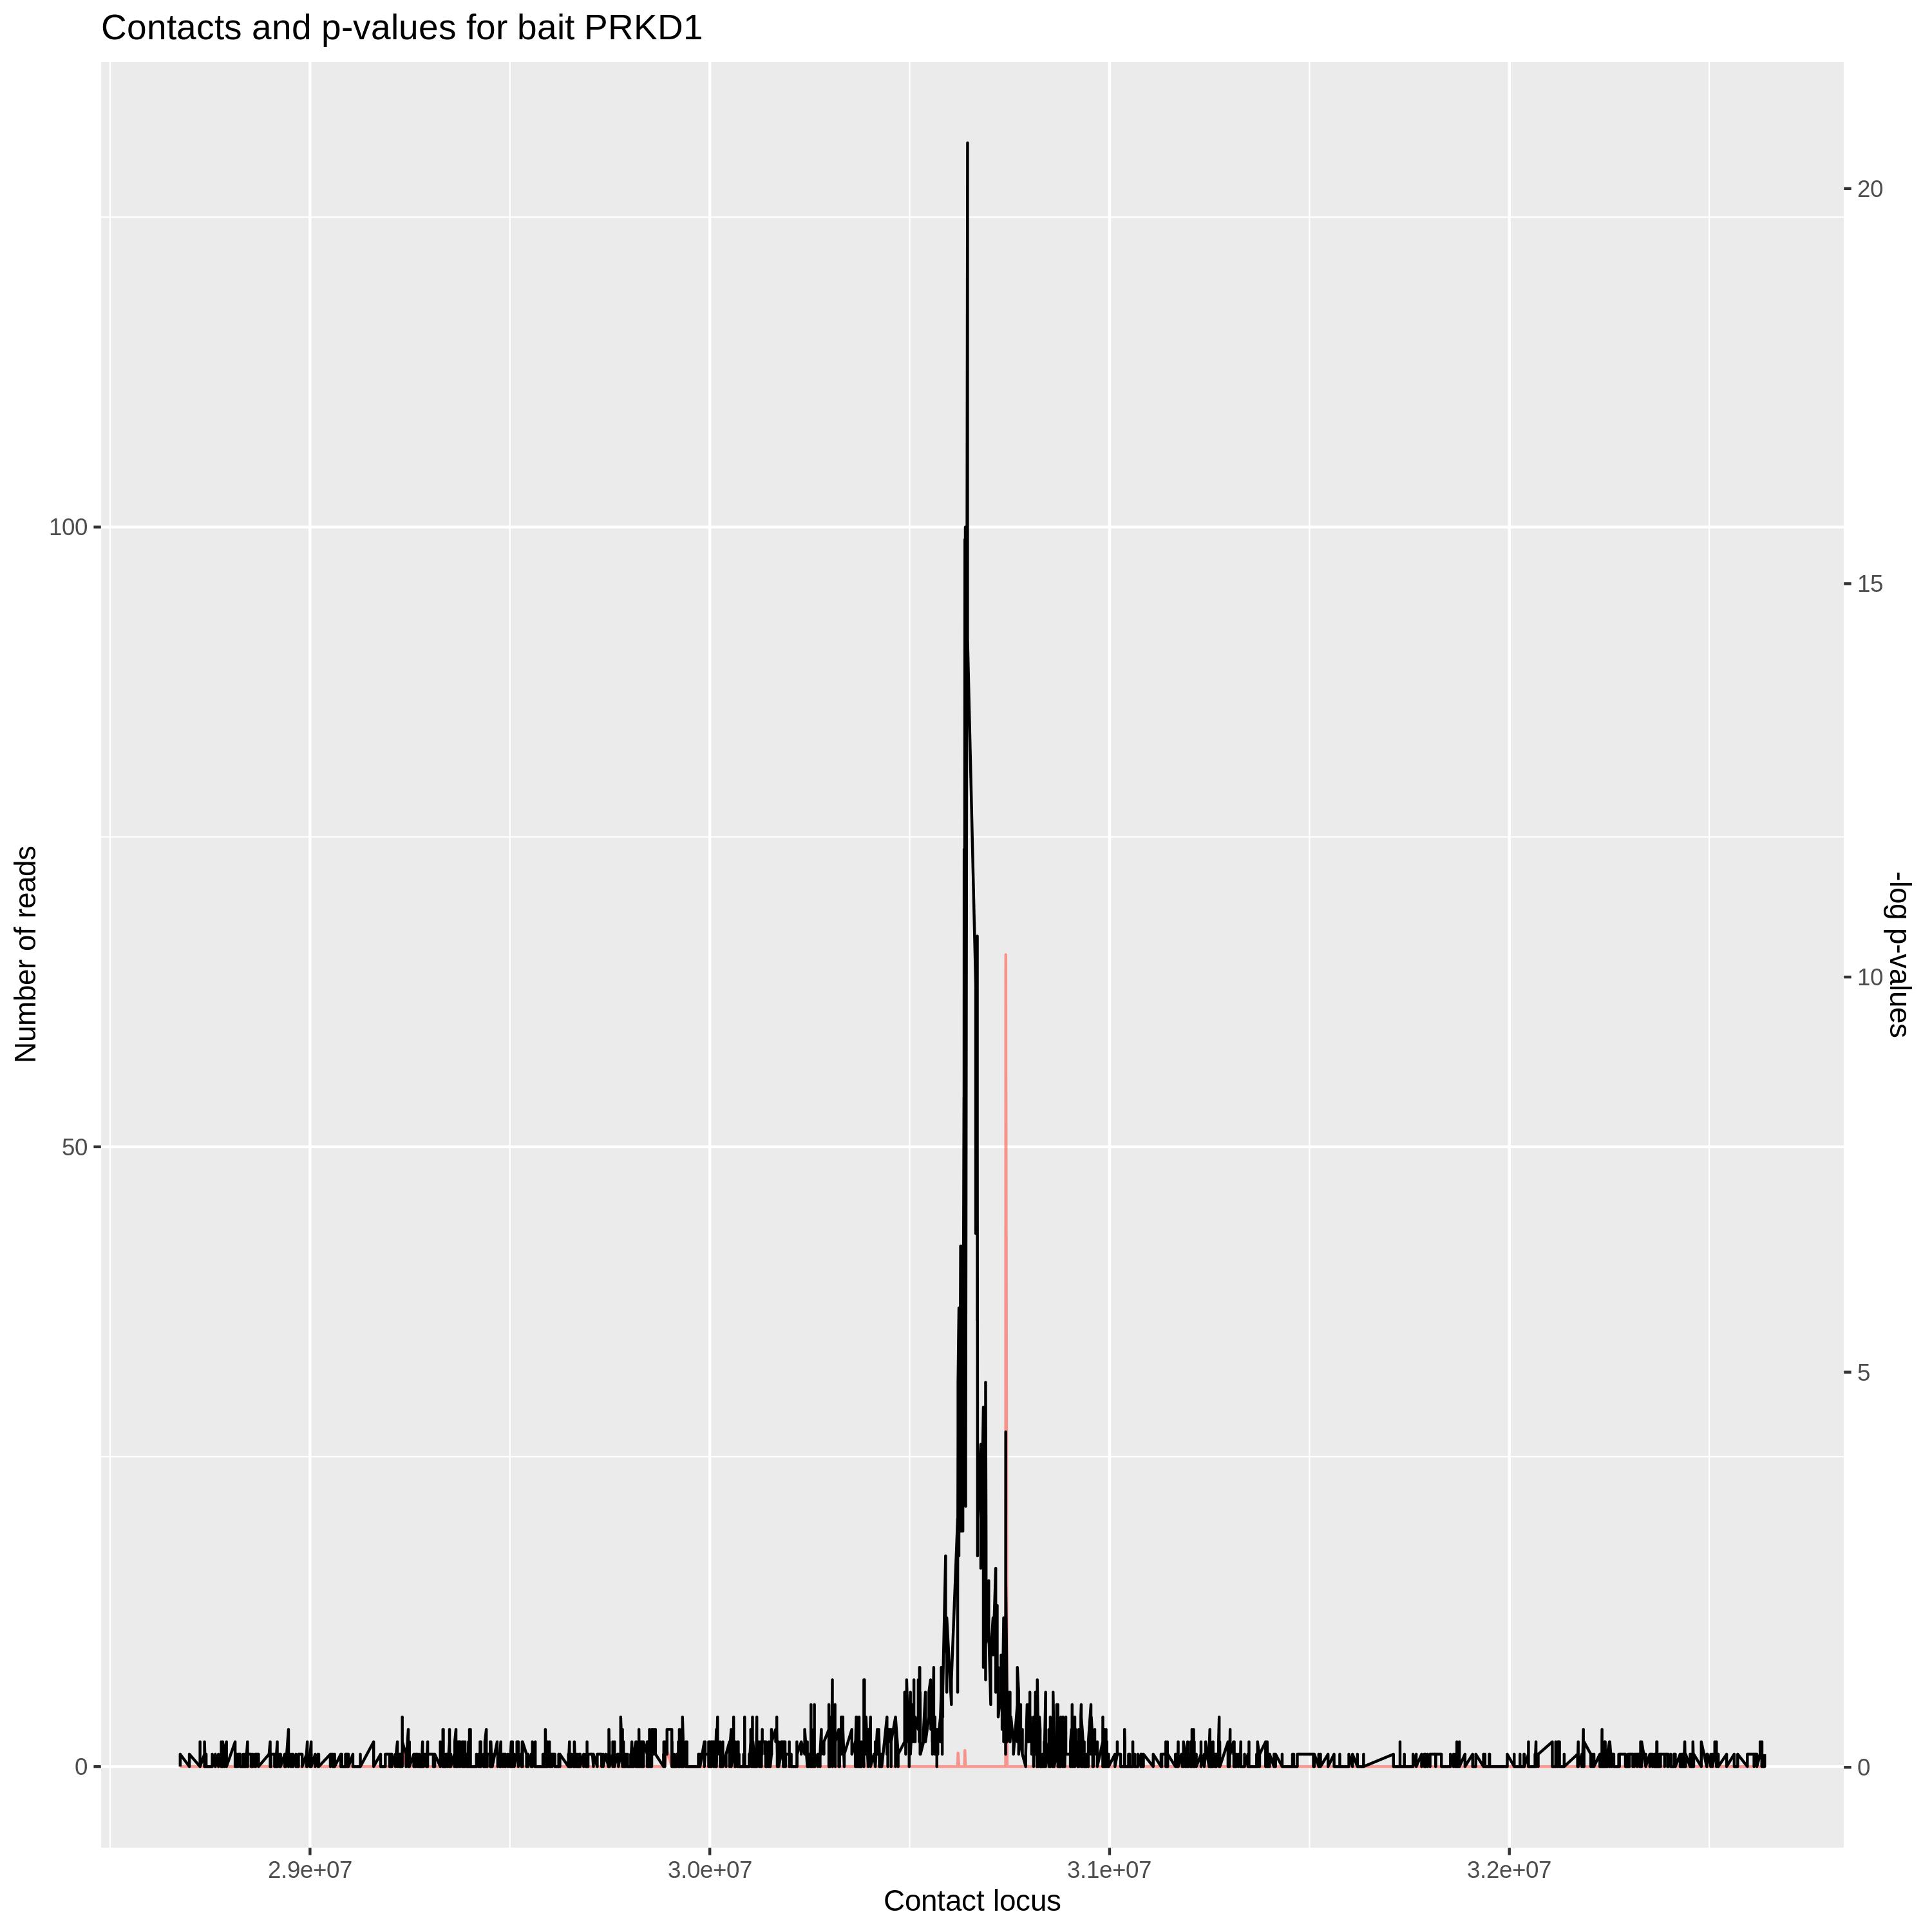 Contacts and p-values for bait PRKD1
Number of reads
100
50
0
20
15
10
5
0
-log p-values
2.9e+07
3.0e+07
3.1e+07
3.2e+07
Contact locus